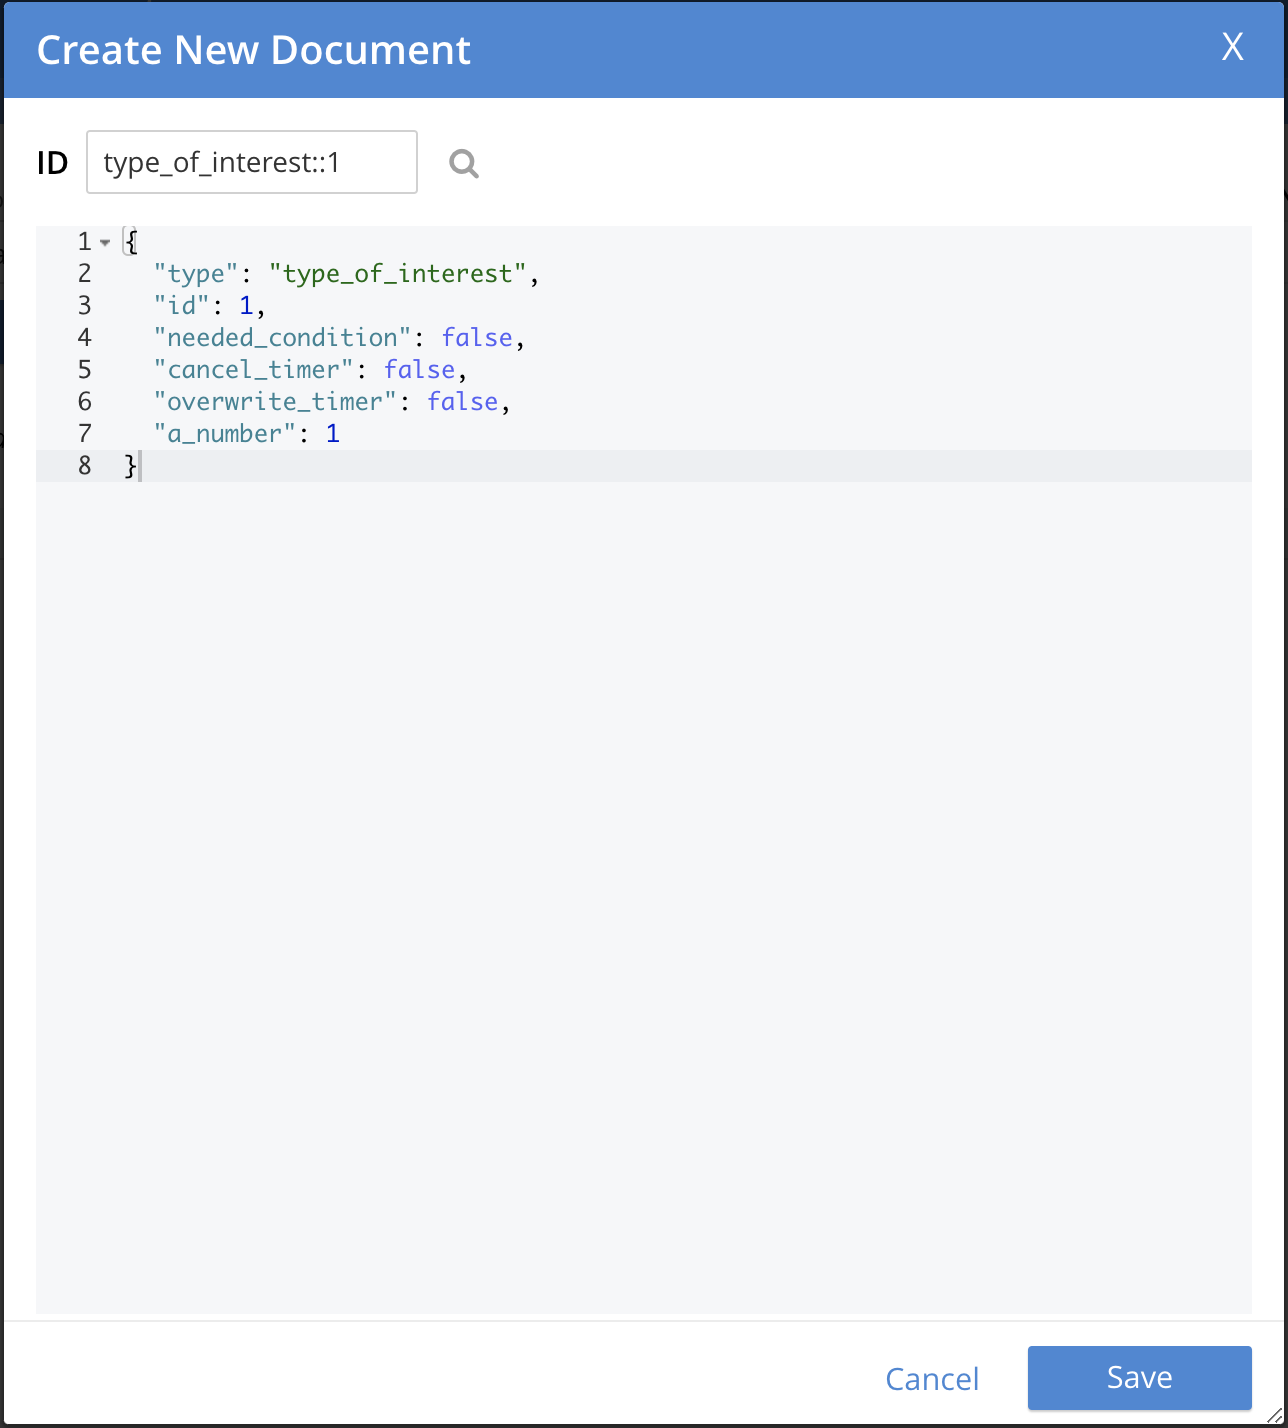 Create New Document X
ID type_of_interest::1
1 {
2 "type": "type_of_interest",
3 "id": 1,
4 "needed_condition": false,
5 "cancel_timer": false,
6 "overwrite_timer": false,
7 "a_number": 1
8 }
Cancel Save